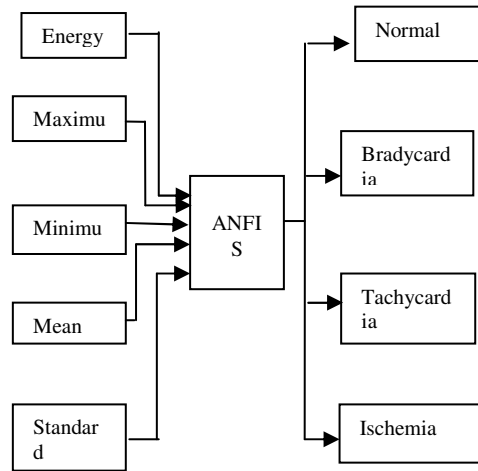 Energy
Maximu
Minimu
Mean
Standar
d
ANFI
S
Normal
Bradycard
ia
Tachycard
ia
Ischemia